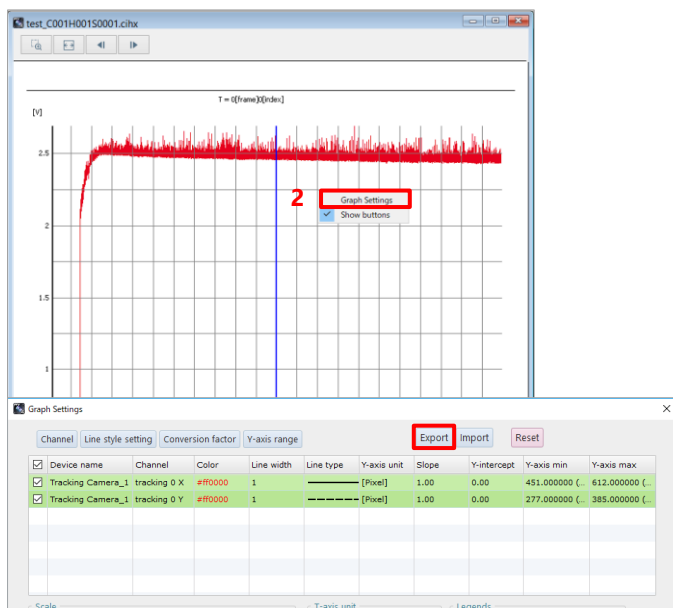 test_C001H001S0001.cihx
T = 0[frame]0[index]
[V]
2.5
2
Graph Settings
Show buttons
2
1.5
1
Graph Settings
Channel Line style setting Conversion factor Y-axis range Export Import Reset
Device name Channel Color Line width Line type Y-axis unit Slope Y-intercept Y-axis min Y-axis max
Tracking Camera_1 tracking 0 X #ff0000 1 [Pixel] 1.00 0.00 451.000000 (... 612.000000 (...
Tracking Camera_1 tracking 0 Y #ff0000 1 [Pixel] 1.00 0.00 277.000000 (... 385.000000 (...
Scale T-axis unit Legends